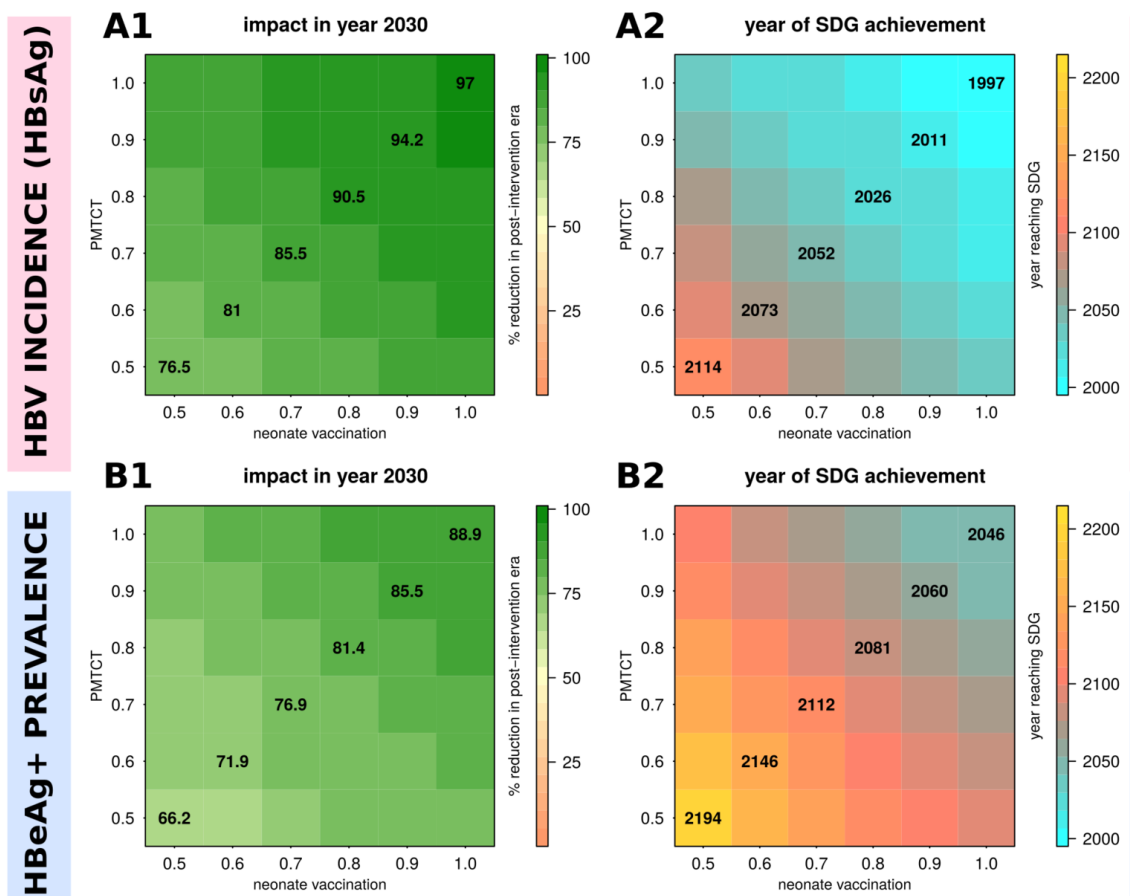 HBV INCIDENCE (HBsAg)
A1
impact in year 2030
PMTCT
1.0
97
0.9
94.2
0.8
90.5
0.7
85.5
0.6
81
0.5
76.5
0.5 0.6 0.7 0.8 0.9 1.0
neonate vaccination
100
75
50
25
% reduction in post−intervention era
A2
year of SDG achievement
PMTCT
1.0
1997
0.9
2011
0.8
2026
0.7
2052
0.6
2073
0.5
2114
0.5 0.6 0.7 0.8 0.9 1.0
neonate vaccination
year reaching SDG
2200
2150
2100
2050
2000
HBeAg+ PREVALENCE
B1
impact in year 2030
PMTCT
1.0
88.9
0.9
85.5
0.8
81.4
0.7
76.9
0.6
71.9
0.5
66.2
0.5 0.6 0.7 0.8 0.9 1.0
neonate vaccination
100
75
50
25
% reduction in post−intervention era
B2
year of SDG achievement
PMTCT
1.0
2046
0.9
2060
0.8
2081
0.7
2112
0.6
2146
0.5
2194
0.5 0.6 0.7 0.8 0.9 1.0
neonate vaccination
year reaching SDG
2200
2150
2100
2050
2000